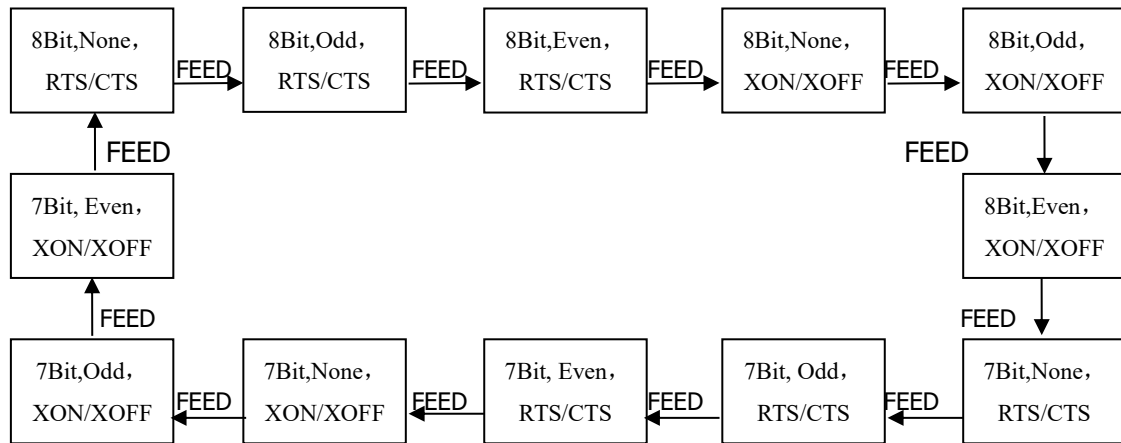 8Bit,None，
RTS/CTS
FEED
8Bit,Odd，
RTS/CTS
FEED
8Bit,Even，
RTS/CTS
FEED
8Bit,None，
XON/XOFF
FEED
8Bit,Odd，
XON/XOFF
FEED
8Bit,Even，
XON/XOFF
FEED
7Bit,None，
RTS/CTS
FEED
7Bit, Odd，
RTS/CTS
FEED
7Bit, Even，
RTS/CTS
FEED
7Bit,None，
XON/XOFF
FEED
7Bit,Odd，
XON/XOFF
FEED
7Bit, Even，
XON/XOFF
FEED